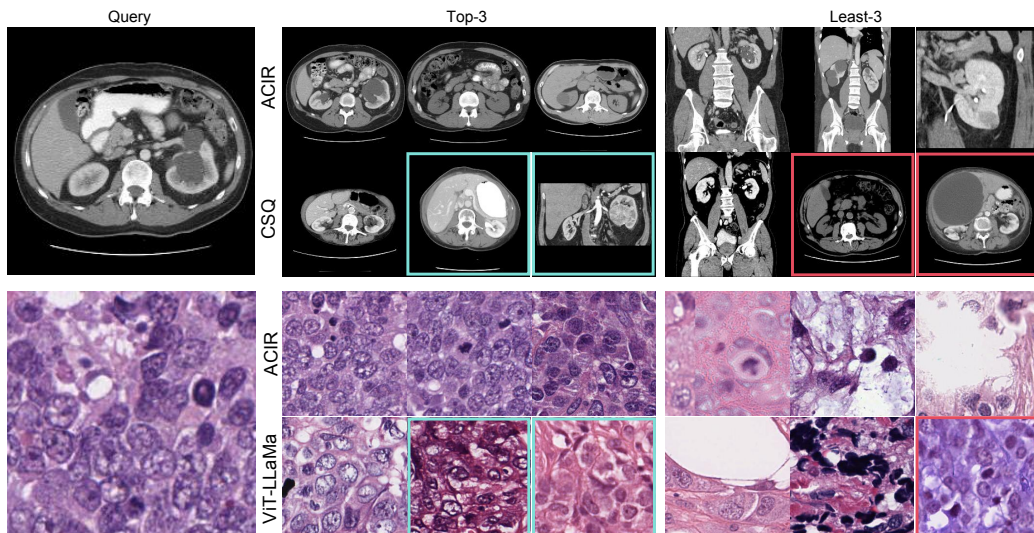 Query
Top-3
Least-3
ACIR
CSQ
ACIR
ViT-LLaMa